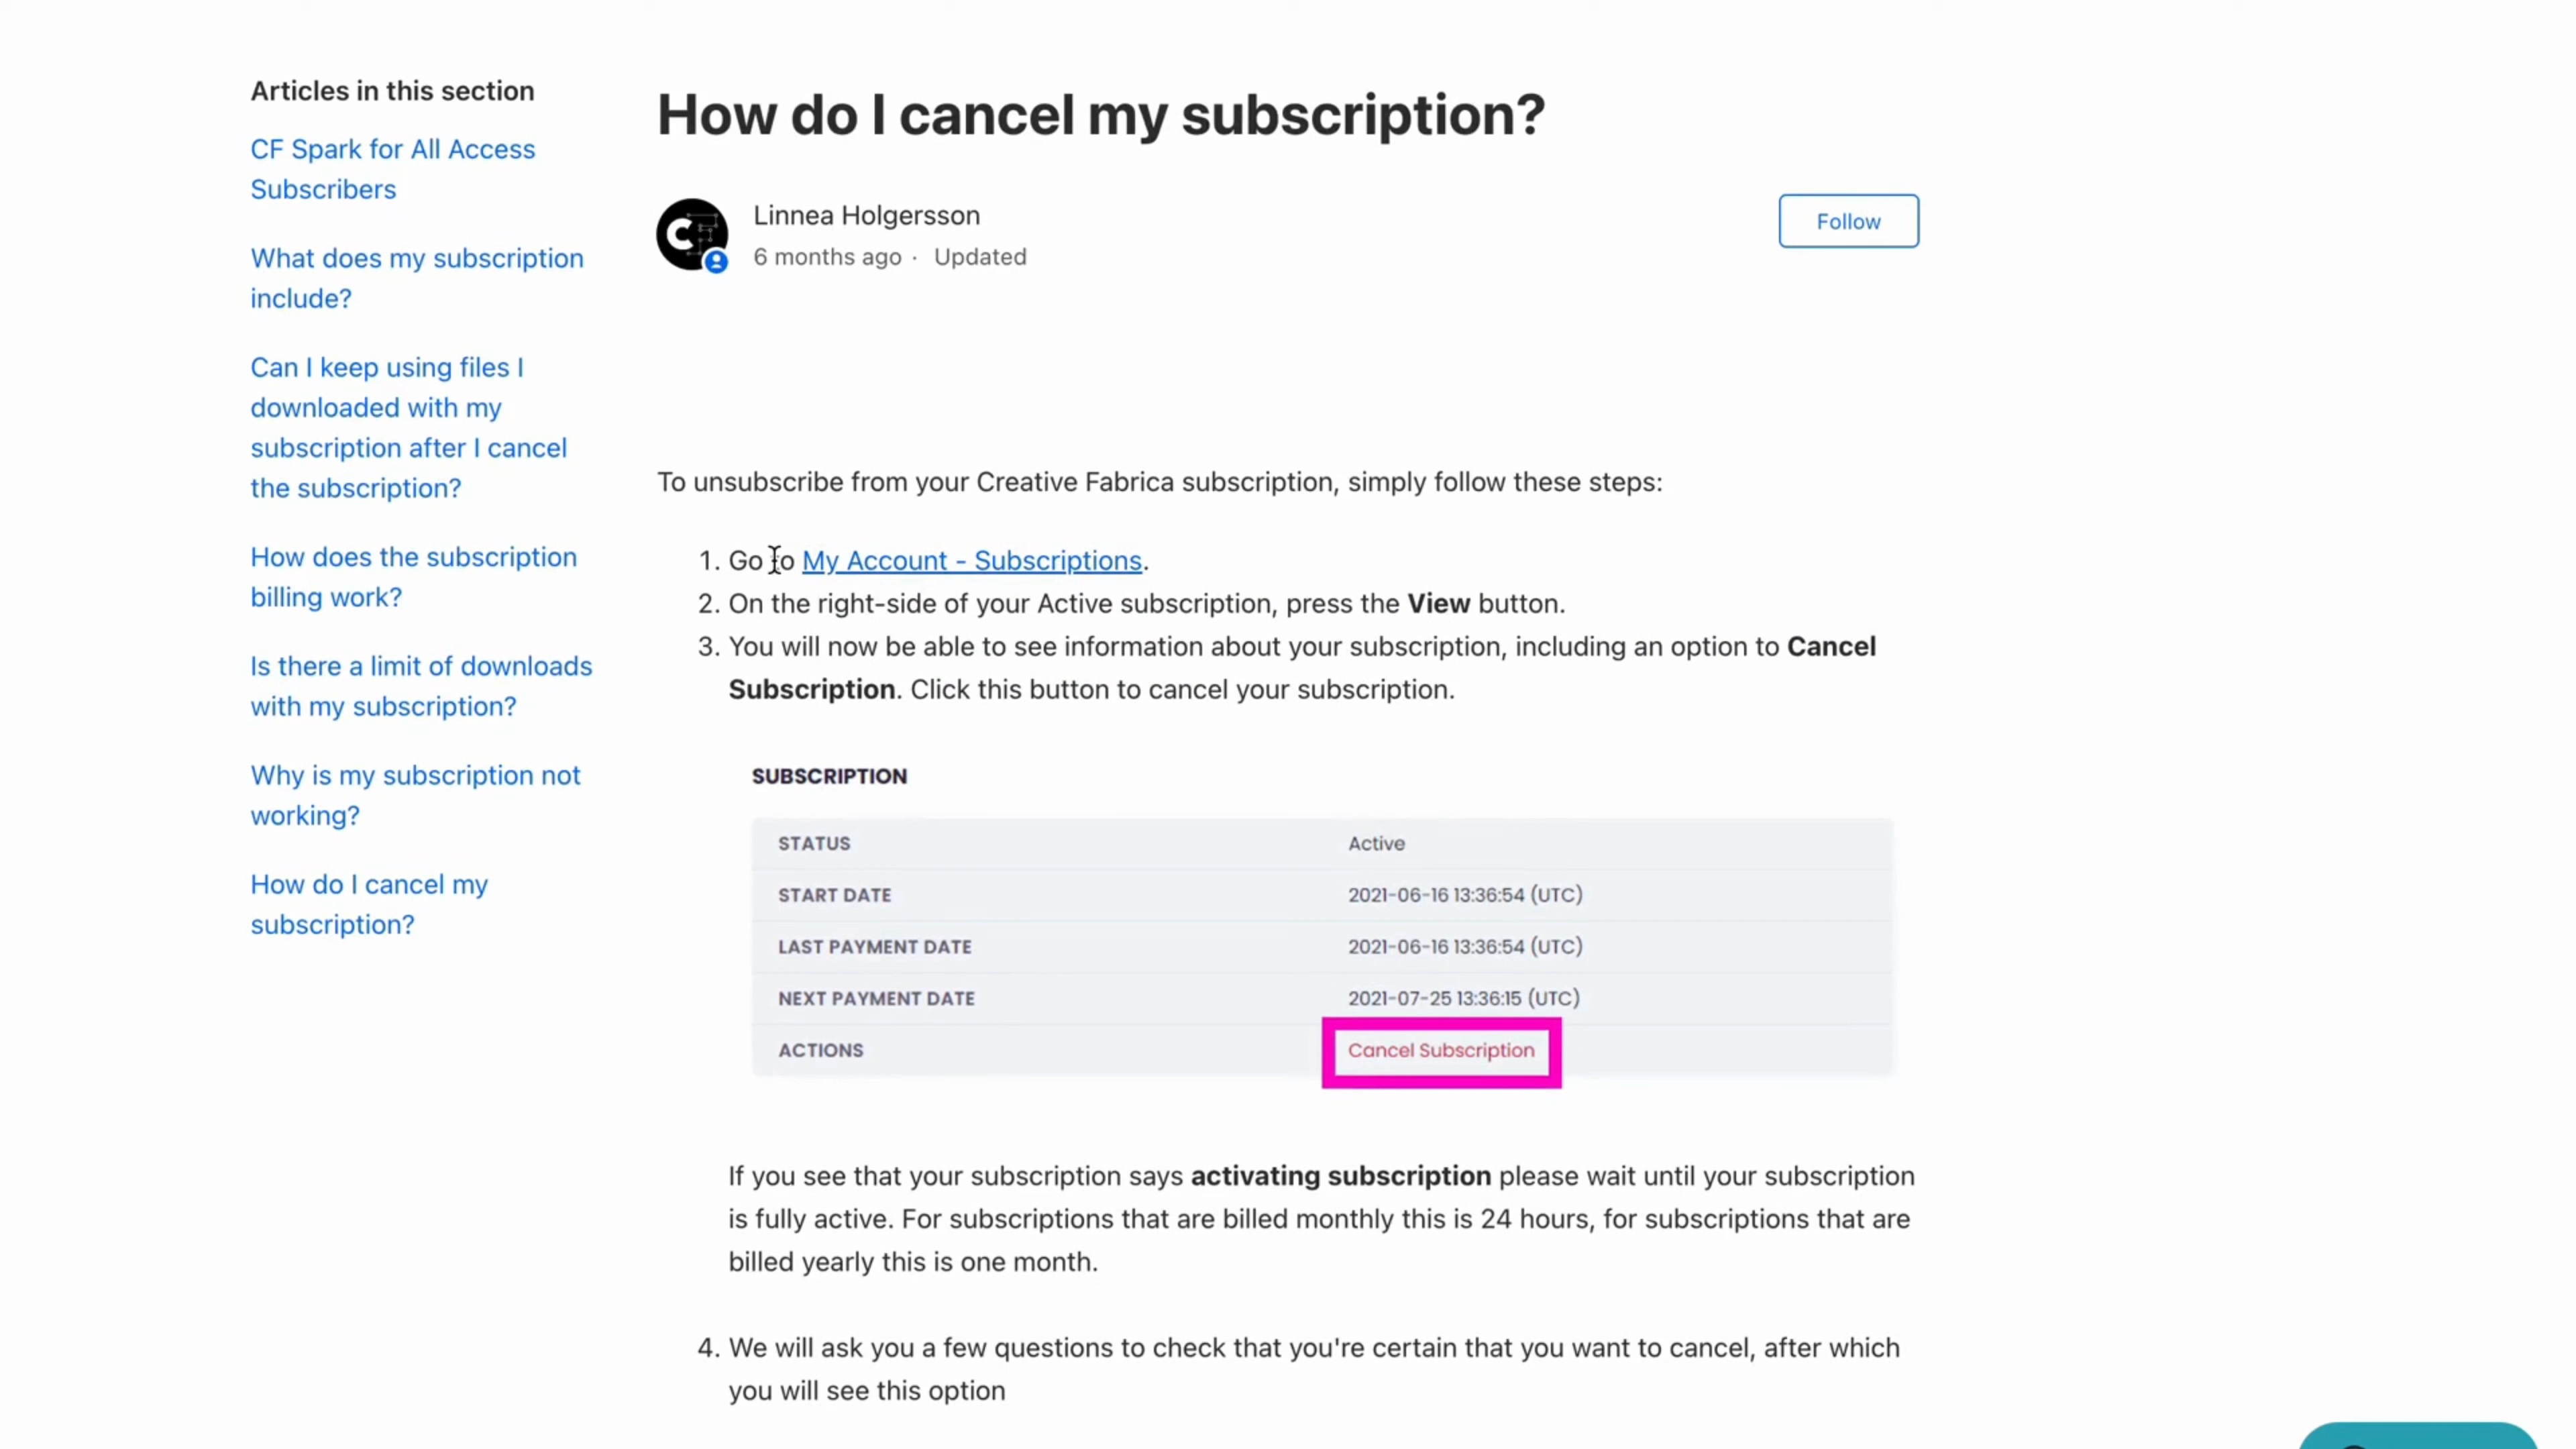 Articles in this section
CF Spark for All Access
Subscribers
What does my subscription
include?
Can I keep using files I
downloaded with my
subscription after I cancel
the subscription?
How does the subscription
billing work?
Is there a limit of downloads
with my subscription?
Why is my subscription not
working?
How do I cancel my
subscription?
How do I cancel my subscription?
Linnea Holgersson
6 months ago · Updated
Follow
To unsubscribe from your Creative Fabrica subscription, simply follow these steps:
1. Go to My Account - Subscriptions.
2. On the right-side of your Active subscription, press the View button.
3. You will now be able to see information about your subscription, including an option to Cancel
Subscription. Click this button to cancel your subscription.
SUBSCRIPTION
STATUS Active
START DATE 2021-06-16 13:36:54 (UTC)
LAST PAYMENT DATE 2021-06-16 13:36:54 (UTC)
NEXT PAYMENT DATE 2021-07-25 13:36:15 (UTC)
ACTIONS Cancel Subscription
If you see that your subscription says activating subscription please wait until your subscription
is fully active. For subscriptions that are billed monthly this is 24 hours, for subscriptions that are
billed yearly this is one month.
4. We will ask you a few questions to check that you're certain that you want to cancel, after which
you will see this option